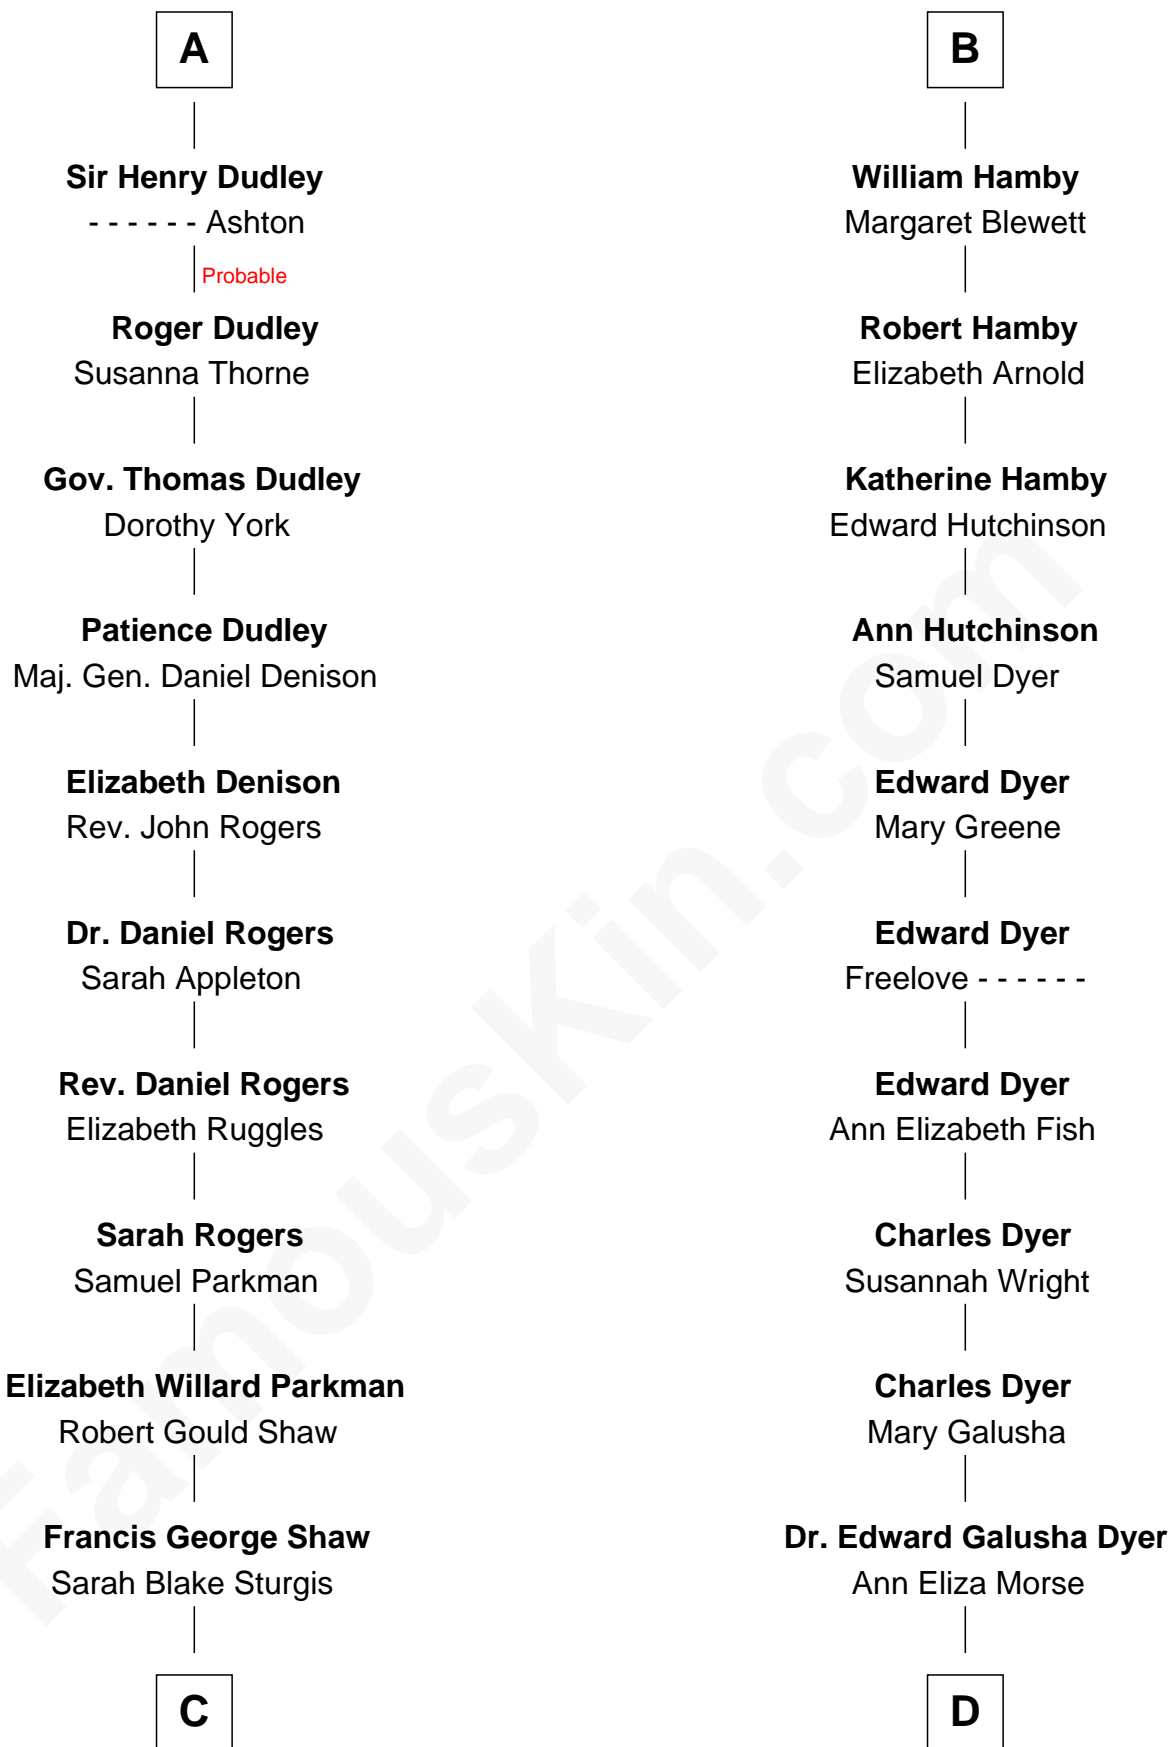 A
Sir Henry Dudley
- - - - - - Ashton
Probable
Roger Dudley
Susanna Thorne
Gov. Thomas Dudley
Dorothy York
Patience Dudley
Maj. Gen. Daniel Denison
Elizabeth Denison
Rev. John Rogers
Dr. Daniel Rogers
Sarah Appleton
Rev. Daniel Rogers
Elizabeth Ruggles
Sarah Rogers
Samuel Parkman
Elizabeth Willard Parkman
Robert Gould Shaw
Francis George Shaw
Sarah Blake Sturgis
C
B
William Hamby
Margaret Blewett
Robert Hamby
Elizabeth Arnold
Katherine Hamby
Edward Hutchinson
Ann Hutchinson
Samuel Dyer
Edward Dyer
Mary Greene
Edward Dyer
Freelove - - - - - -
Edward Dyer
Ann Elizabeth Fish
Charles Dyer
Susannah Wright
Charles Dyer
Mary Galusha
Dr. Edward Galusha Dyer
Ann Eliza Morse
D
FamousKin.com